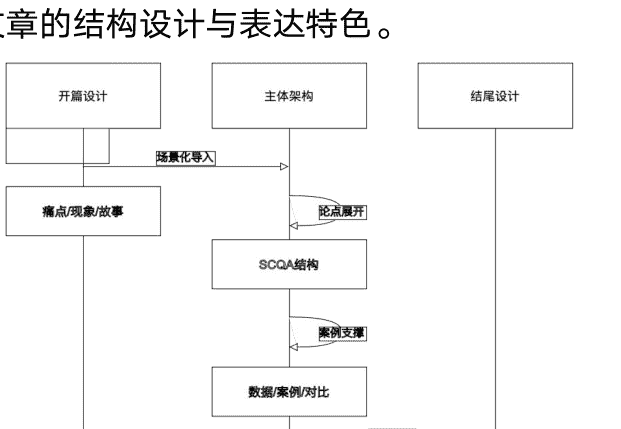 章的结构设计与表达特色。
开篇设计
主体架构
结尾设计
场景化导入
痛点/现象/故事
论点展开
SCQA结构
案例支撑
数据/案例/对比